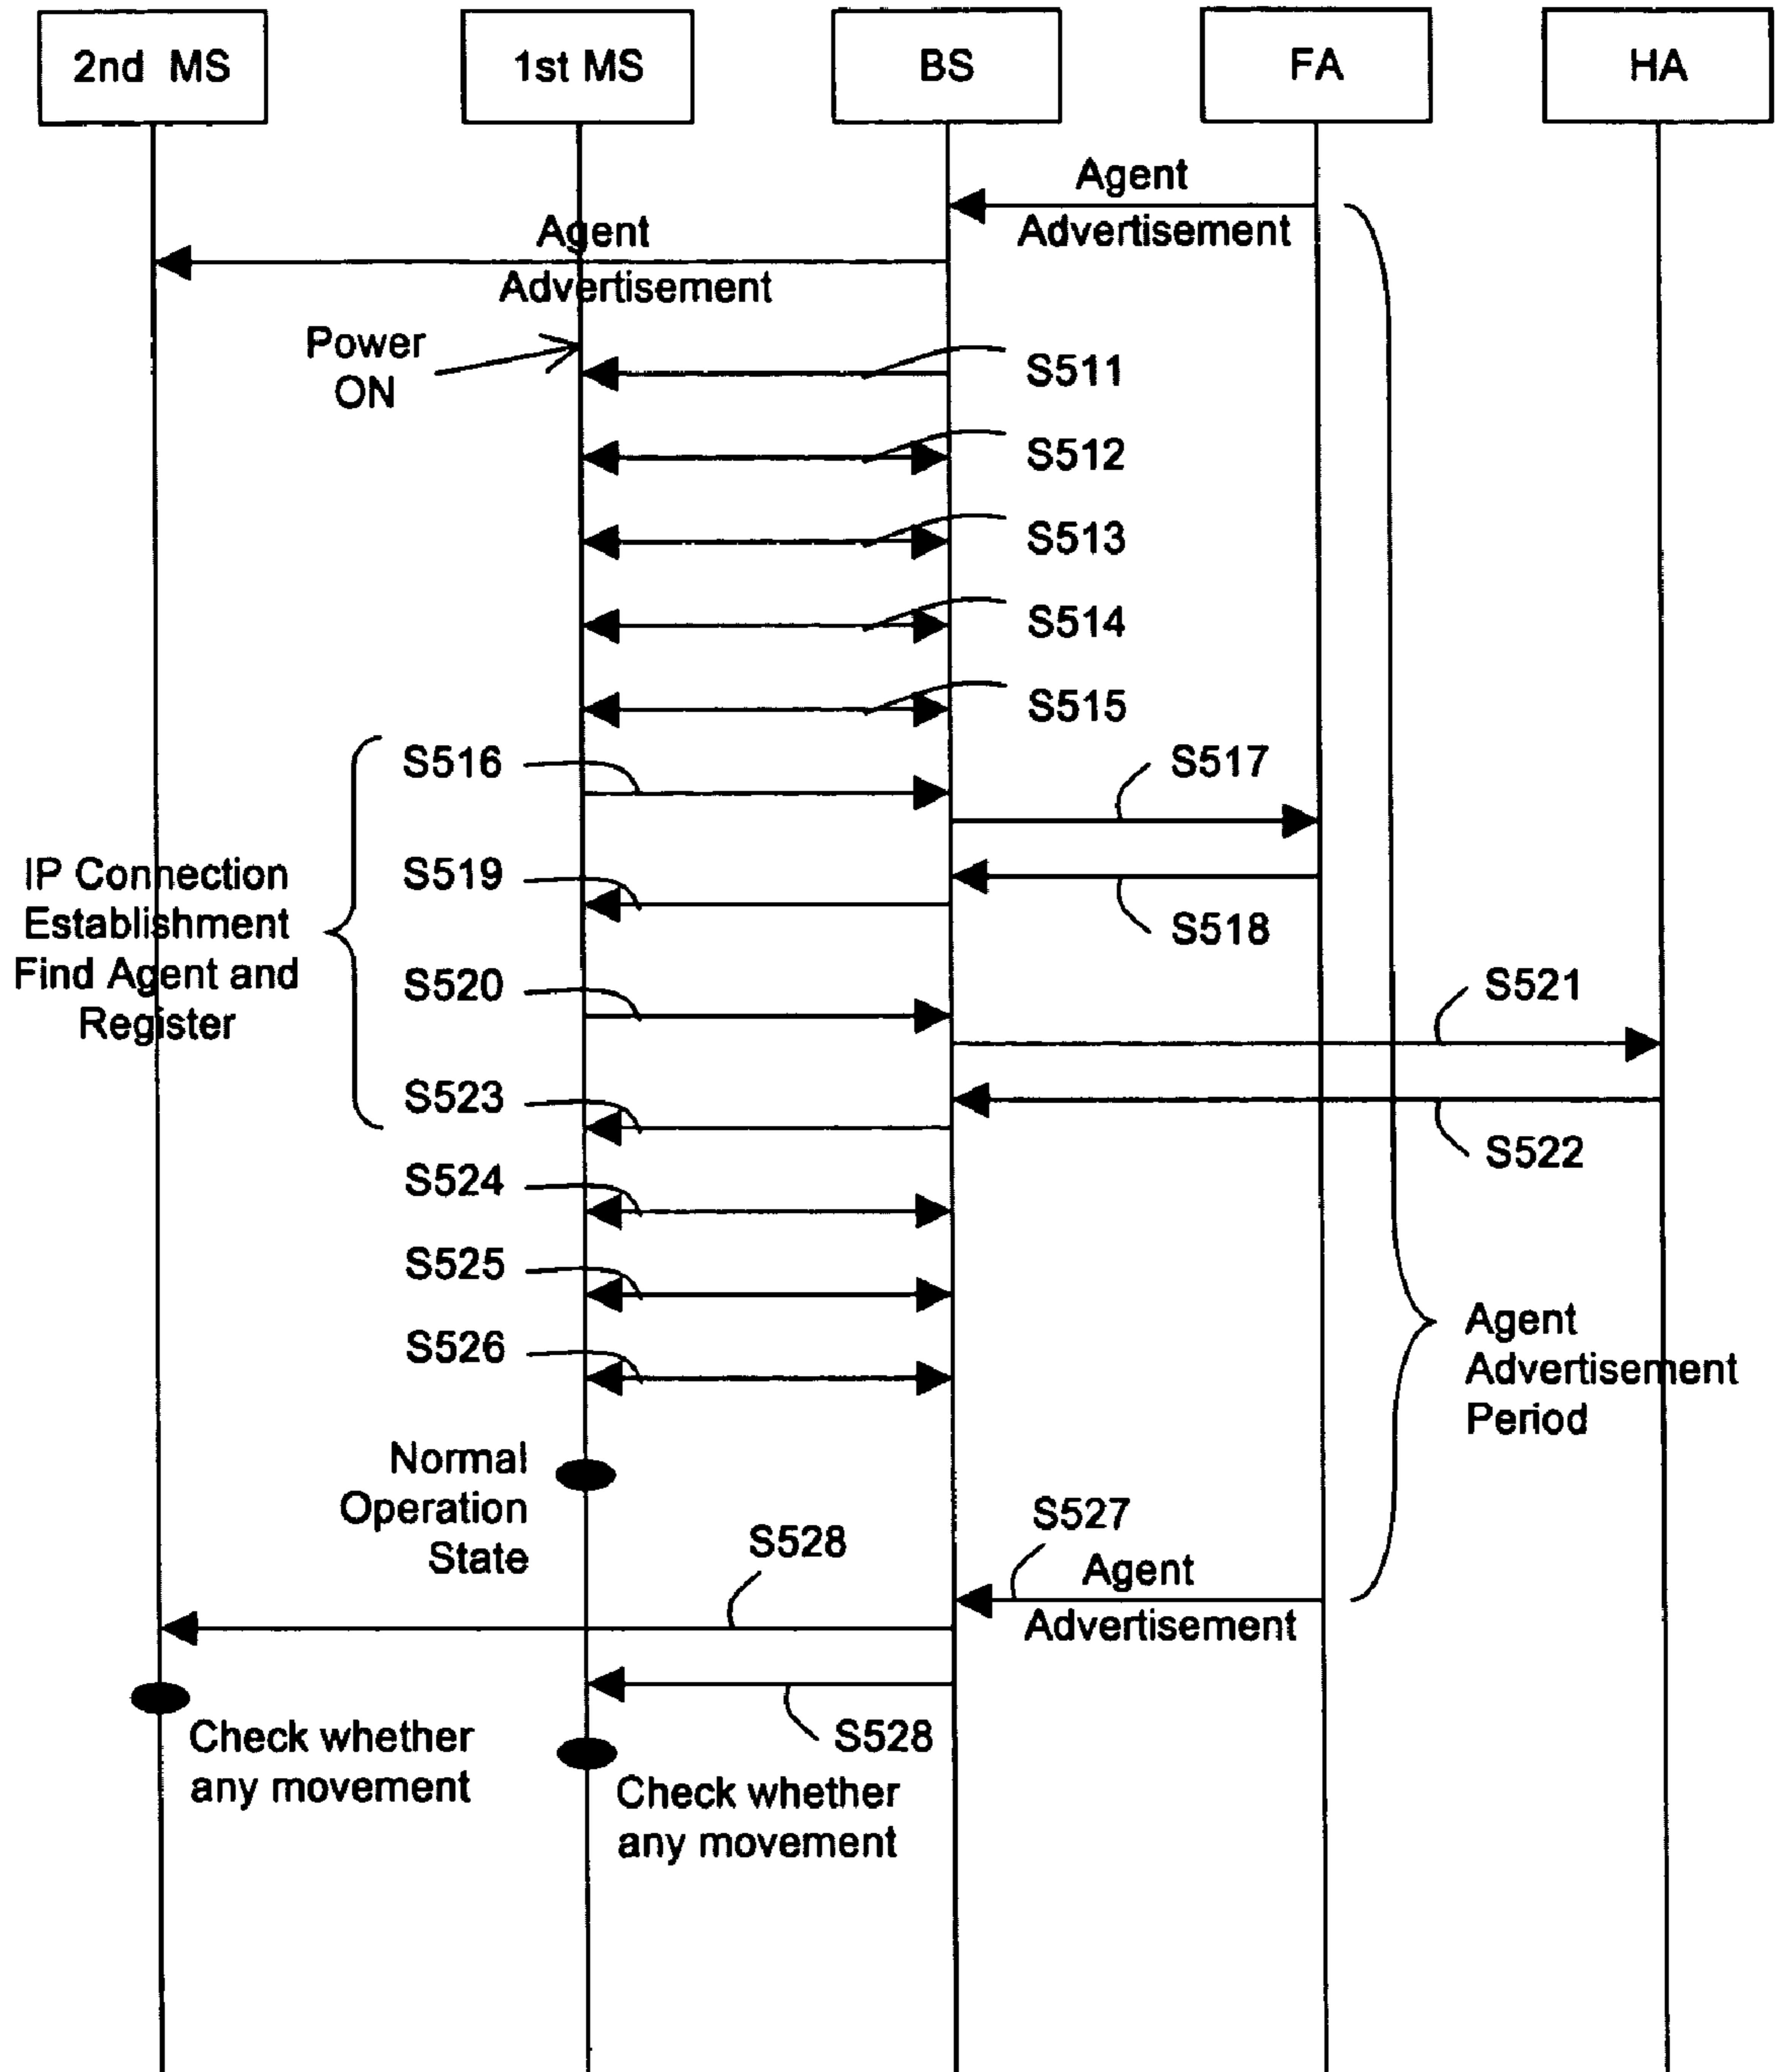 2nd MS
1st MS
BS
FA
HA
Agent
Advertisement
Agent
Advertisement
Power
ON
S511
S512
S513
S514
S515
S516
S517
IP Connection
Establishment
Find Agent and
Register
S519
S518
S520
S521
S523
S522
S524
S525
S526
Agent
Advertisement
Period
Normal
Operation
State
S527
S528
Agent
Advertisement
Check whether
any movement
S528
Check whether
any movement